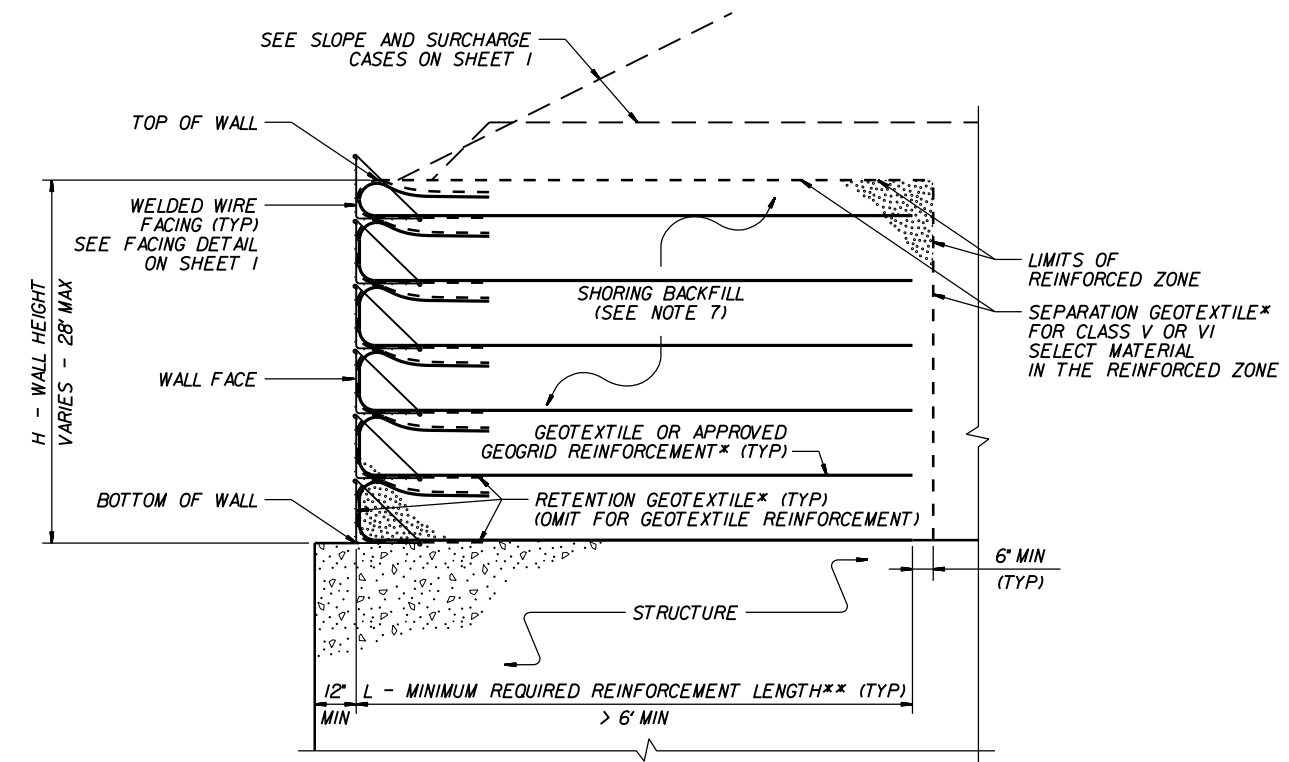 SEE SLOPE AND SURCHARGE
CASES ON SHEET 1
TOP OF WALL
WELDED WIRE
FACING (TYP)
SEE FACING DETAIL
ON SHEET 1
H - WALL HEIGHT
VARIES - 28' MAX
SHORING BACKFILL
(SEE NOTE 7)
LIMITS OF
REINFORCED ZONE
SEPARATION GEOTEXTILE*
FOR CLASS V OR VI
SELECT MATERIAL
IN THE REINFORCED ZONE
WALL FACE
GEOTEXTILE OR APPROVED
GEOGRID REINFORCEMENT* (TYP)
BOTTOM OF WALL
RETENTION GEOTEXTILE* (TYP)
(OMIT FOR GEOTEXTILE REINFORCEMENT)
6" MIN
(TYP)
STRUCTURE
12"
MIN
L - MINIMUM REQUIRED REINFORCEMENT LENGTH** (TYP)
> 6' MIN